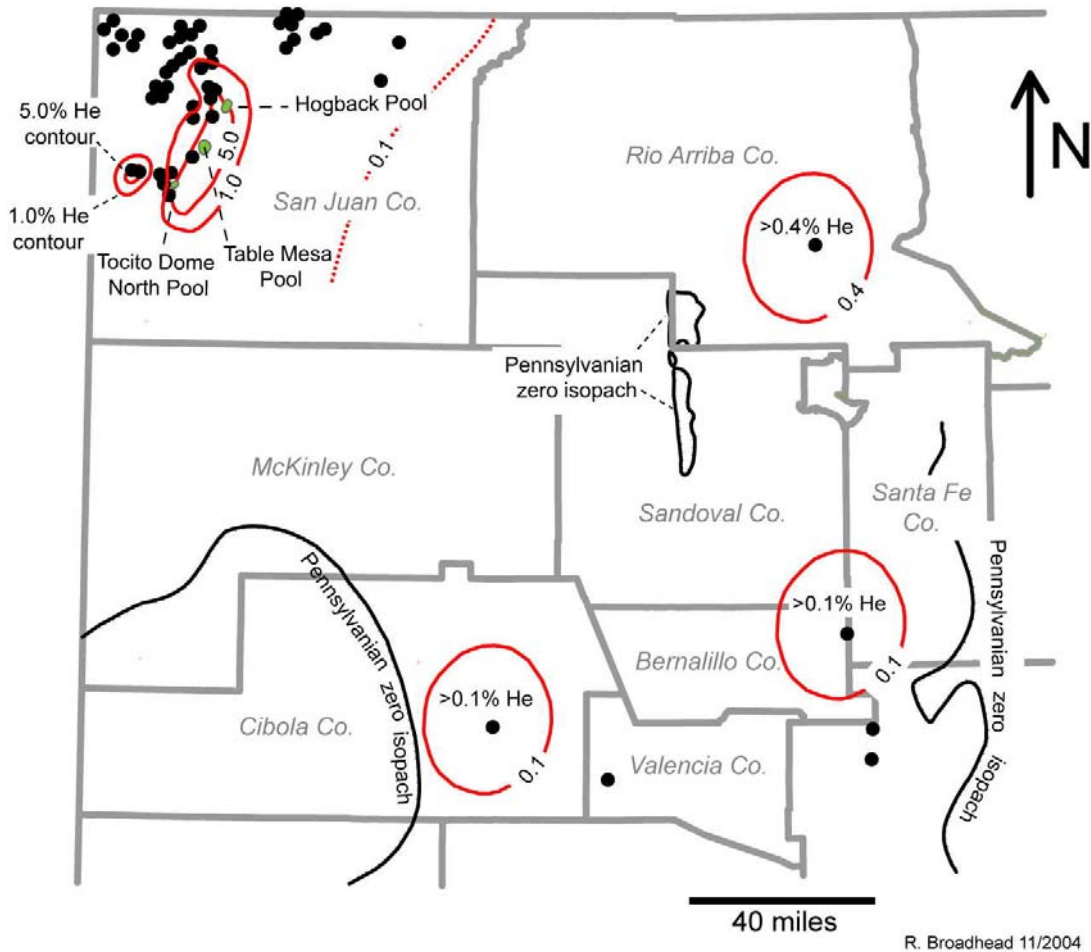 Hogback Pool
5.0% He
contour
5.0
1.0
0.1
San Juan Co.
1.0% He
contour
Tocito Dome
North Pool
Table Mesa
Pool
Rio Arriba Co.
>0.4% He
0.4
N
Pennsylvanian
zero isopach
McKinley Co.
Sandoval Co.
Santa Fe
Co.
Pennsylvanian zero isopach
Pennsylvanian zero isopach
>0.1% He
0.1
Bernalillo Co.
Cibola Co.
>0.1% He
0.1
Valencia Co.
40 miles
R. Broadhead 11/2004